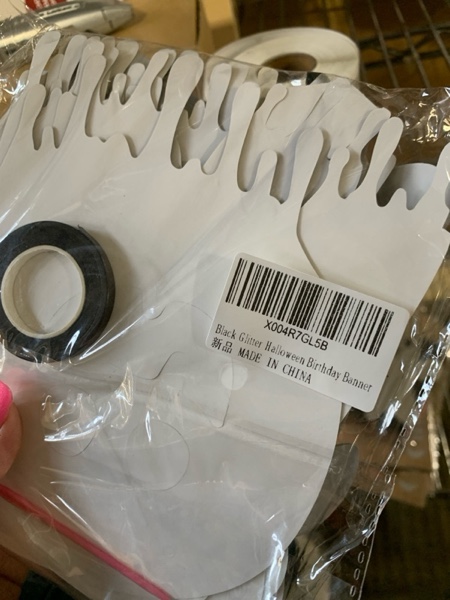 X004R7GL5B
Black Glitter Halloween Birthday Banner
新品 MADE IN CHINA